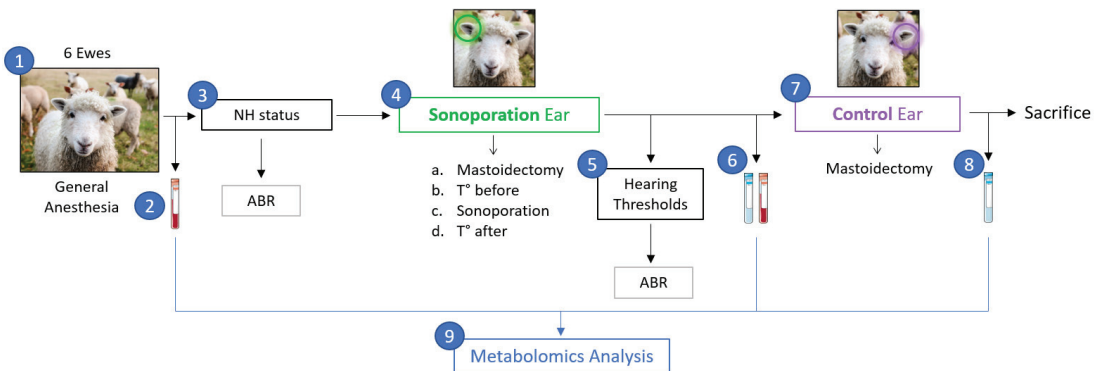 1
6 Ewes
General
Anesthesia
2
3
NH status
ABR
4
Sonoporation Ear
a. Mastoidectomy
b. T° before
c. Sonoporation
d. T° after
5
Hearing
Thresholds
ABR
6
7
Control Ear
Mastoidectomy
8
Sacrifice
9
Metabolomics Analysis